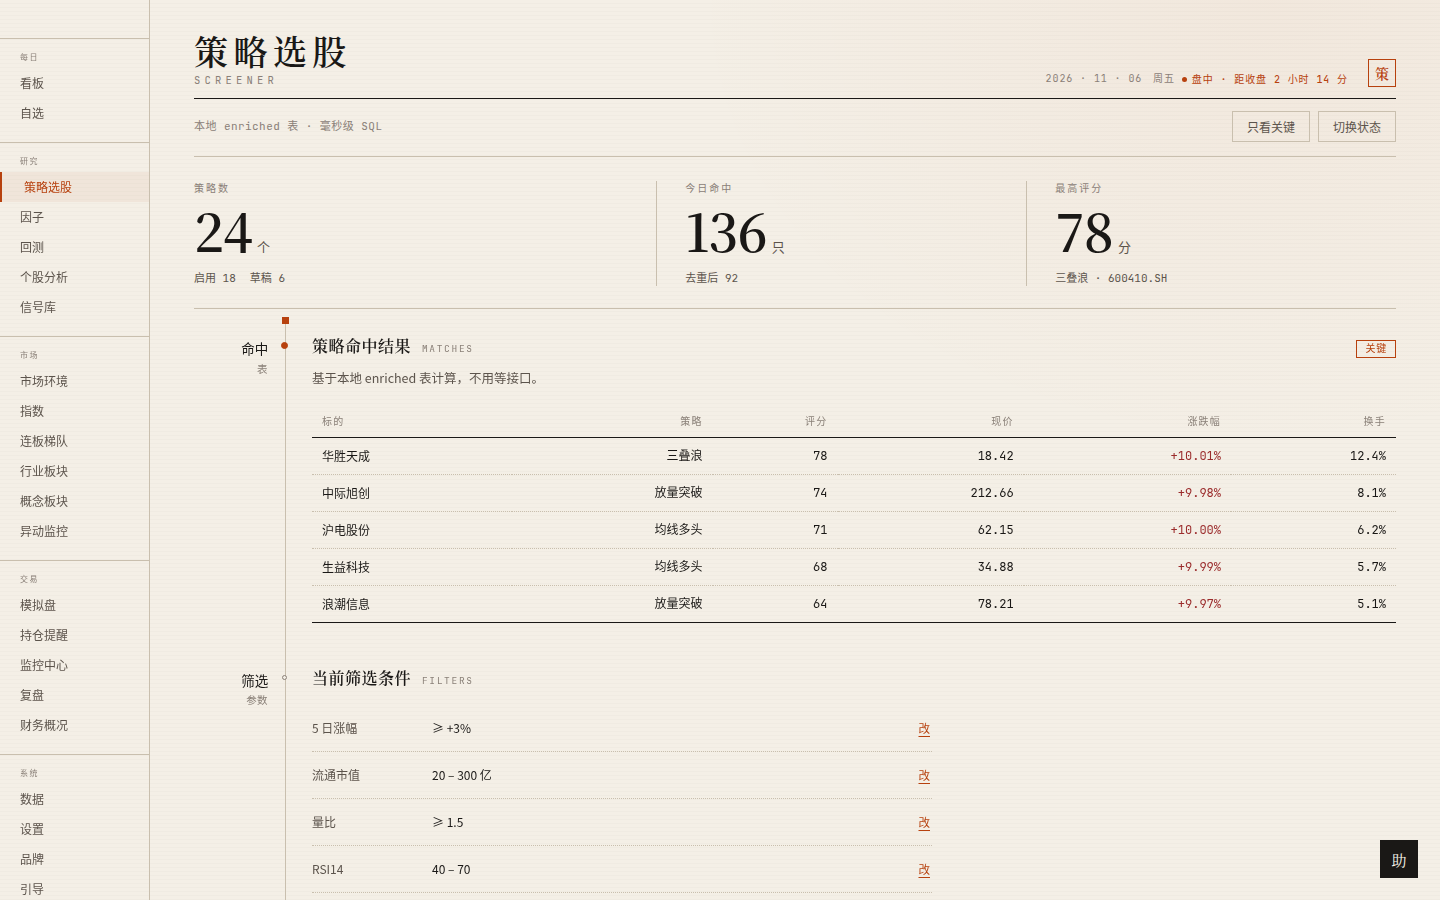 每日
看板
自选
研究
策略选股
因子
回测
个股分析
信号库
市场
市场环境
指数
连板梯队
行业板块
概念板块
异动监控
交易
模拟盘
持仓提醒
监控中心
复盘
财务概况
系统
数据
设置
品牌
引导
策略选股
SCREENER
2026 · 11 · 06 周五 盘中 · 距收盘 2 小时 14 分
策
本地 enriched 表 · 毫秒级 SQL
只看关键 切换状态
策略数
24 个
启用 18 草稿 6
今日命中
136 只
去重后 92
最高评分
78 分
三叠浪 · 600410.SH
命中
表
策略命中结果 MATCHES
关键
基于本地 enriched 表计算，不用等接口。
标的 策略 评分 现价 涨跌幅 换手
华胜天成 三叠浪 78 18.42 +10.01% 12.4%
中际旭创 放量突破 74 212.66 +9.98% 8.1%
沪电股份 均线多头 71 62.15 +10.00% 6.2%
生益科技 均线多头 68 34.88 +9.99% 5.7%
浪潮信息 放量突破 64 78.21 +9.97% 5.1%
筛选
参数
当前筛选条件 FILTERS
5 日涨幅 ≥ +3% 改
流通市值 20 – 300 亿 改
量比 ≥ 1.5 改
RSI14 40 – 70 改
助